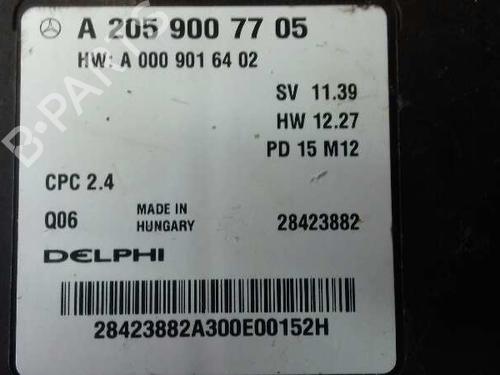 A 205 900 77 05
HW: A 000 901 64 02
SV 11.39
HW 12.27
PD 15 M12
CPC 2.4
Q06
MADE IN
HUNGARY
28423882
DELPHI
28423882A300E00152H
B-PARTS